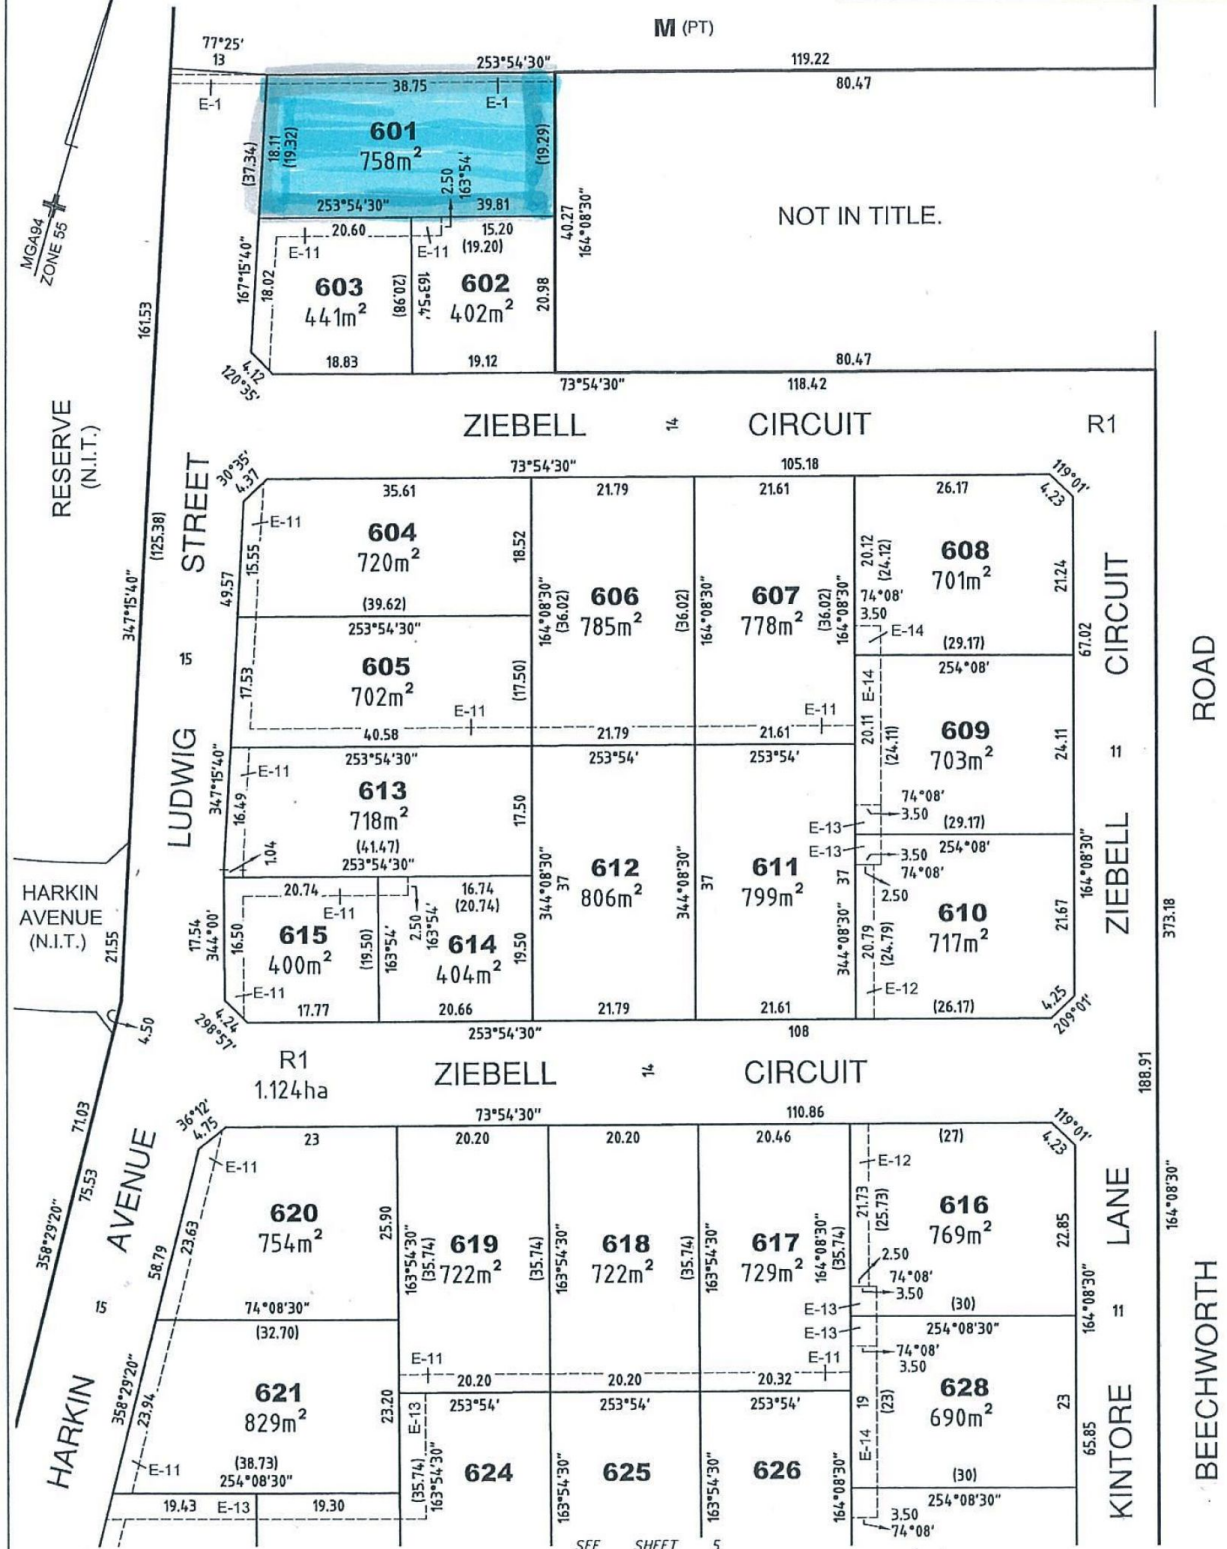 M (PT)
77°25'
13
253°54'30"
119.22
38.75
80.47
E-1
E-1
601
758m²
(37.34)
18.11
(19.32)
(19.29)
2.50
163°54'
253°54'30"
39.81
40.27
164°08'30"
NOT IN TITLE.
MGA94
ZONE 55
20.60
15.20
(19.20)
E-11
E-11
167°15'40"
18.02
603
441m²
(20.98)
163°54'
602
402m²
20.98
161.53
18.83
19.12
80.47
4.12
120°35'
73°54'30"
118.42
RESERVE
(N.I.T.)
ZIEBELL
14
CIRCUIT
R1
30°35'
4.37
73°54'30"
105.18
119°01'
4.23
35.61
21.79
21.61
26.17
STREET
(125.38)
347°15'40"
E-11
15.55
49.57
604
720m²
18.52
(39.62)
253°54'30"
164°08'30"
(36.02)
606
785m²
(36.02)
164°08'30"
607
778m²
(36.02)
164°08'30"
20.12
(24.12)
608
701m²
21.24
74°08'
3.50
E-14
(29.17)
254°08'
67.02
CIRCUIT
ROAD
15
17.53
605
702m²
(17.50)
E-11
E-11
40.58
21.79
21.61
E-14
20.11
(24.11)
609
703m²
24.11
11
LUDWIG
347°15'40"
253°54'30"
253°54'
253°54'
E-11
16.49
613
718m²
17.50
(41.47)
253°54'30"
1.04
74°08'
3.50
E-13
(29.17)
E-13
254°08'
3.50
74°08'
2.50
344°08'30"
37
612
806m²
344°08'30"
37
611
799m²
344°08'30"
37
20.79
(24.79)
610
717m²
21.67
164°08'30"
ZIEBELL
373.18
HARKIN
AVENUE
(N.I.T.)
21.55
17.54
344°00'
16.50
20.74
E-11
16.74
(20.74)
615
400m²
(19.50)
163°54'
2.50
163°54'
614
404m²
19.50
E-11
E-12
17.77
20.66
21.79
21.61
(26.17)
4.25
209°01'
4.24
298°57'
4.50
253°54'30"
108
R1
1.124ha
ZIEBELL
14
CIRCUIT
188.91
36°12'
4.75
73°54'30"
110.86
119°01'
4.23
23
20.20
20.20
20.46
(27)
71.03
75.53
AVENUE
E-11
23.63
620
754m²
25.90
163°54'30"
(35.74)
619
722m²
(35.74)
163°54'30"
618
722m²
(35.74)
163°54'30"
617
729m²
164°08'30"
(35.74)
E-12
21.73
(25.73)
616
769m²
22.85
LANE
164°08'30"
358°29'20"
58.79
15
74°08'30"
(32.70)
2.50
74°08'
3.50
E-13
(30)
E-13
254°08'30"
164°08'30"
11
74°08'
3.50
E-11
E-11
20.20
20.20
20.32
HARKIN
358°29'20"
23.94
621
829m²
23.20
E-13
253°54'
253°54'
253°54'
19
(23)
628
690m²
23
65.85
KINTORE
BEECHWORTH
E-11
(38.73)
254°08'30"
(35.74)
163°54'30"
624
163°54'30"
625
163°54'30"
626
164°08'30"
E-14
(30)
254°08'30"
19.43
E-13
19.30
3.50
74°08'
SEE SHEET 5